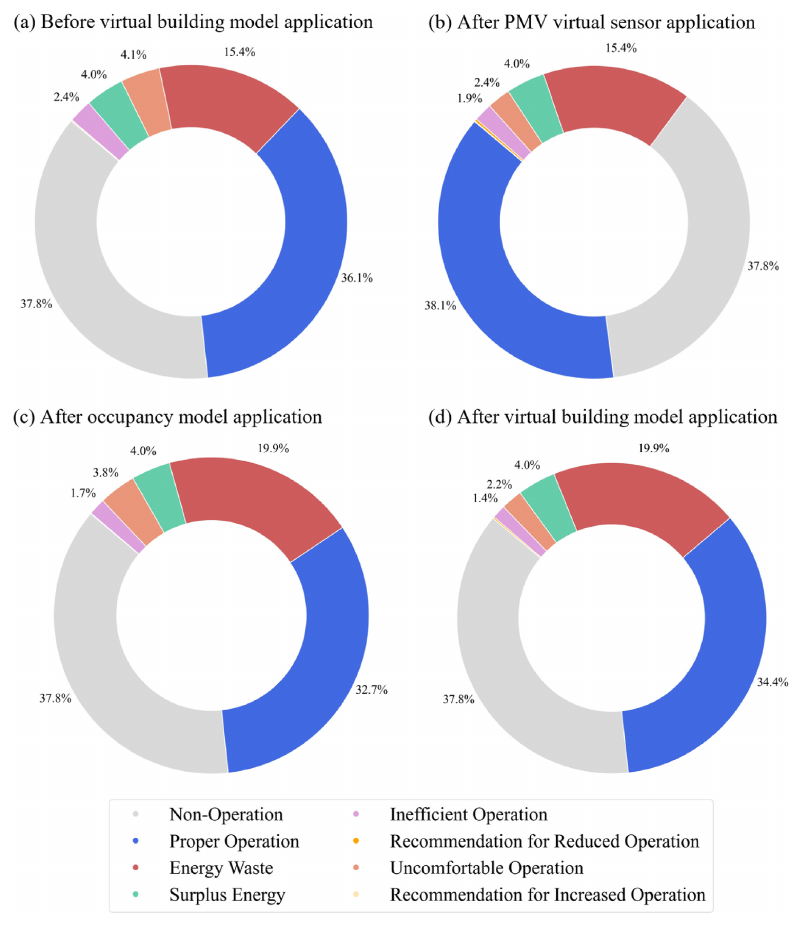 (a) Before virtual building model application
15.4%
4.1%
4.0%
2.4%
36.1%
37.8%
(b) After PMV virtual sensor application
15.4%
4.0%
2.4%
1.9%
37.8%
38.1%
(c) After occupancy model application
19.9%
4.0%
3.8%
1.7%
32.7%
37.8%
(d) After virtual building model application
19.9%
4.0%
2.2%
1.4%
34.4%
37.8%
Non-Operation
Proper Operation
Energy Waste
Surplus Energy
Inefficient Operation
Recommendation for Reduced Operation
Uncomfortable Operation
Recommendation for Increased Operation